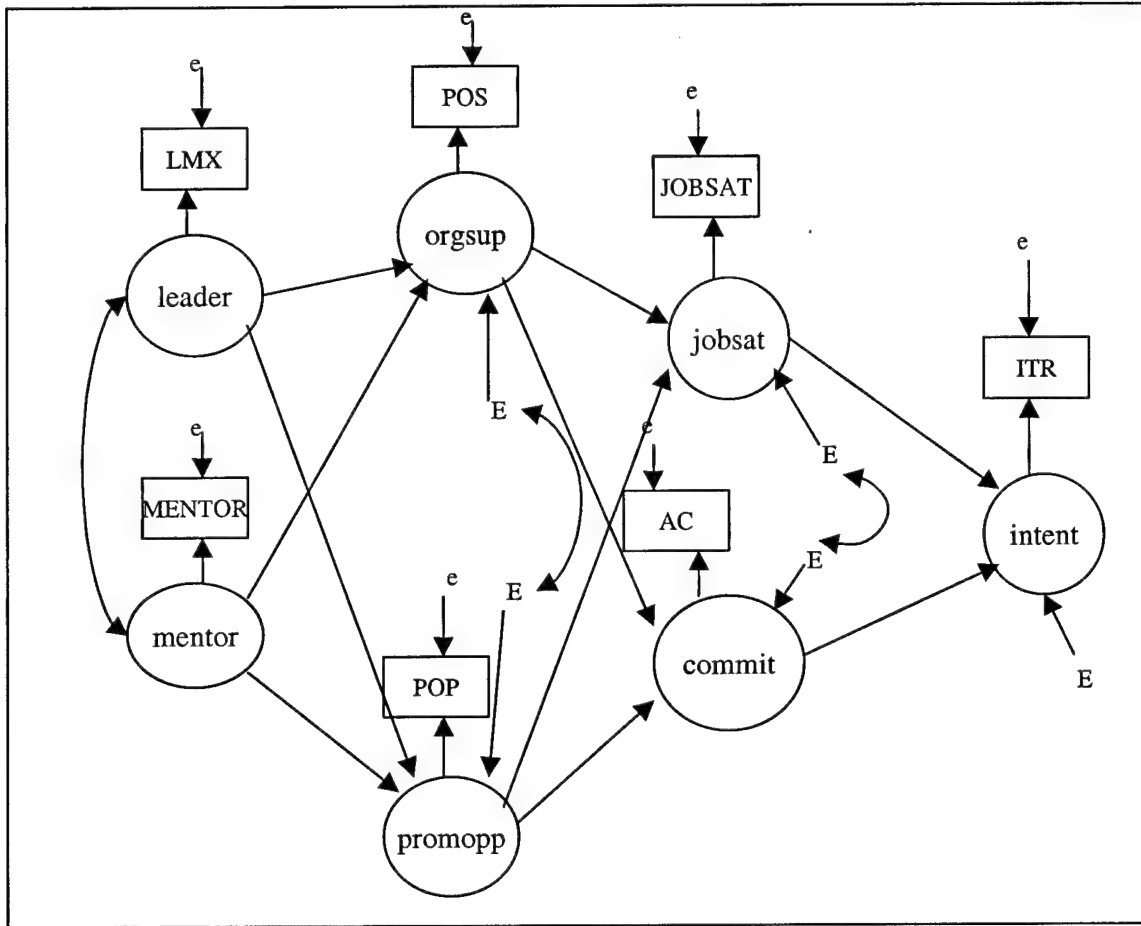 e
POS
e
LMX
e
JOBSAT
orgsup
e
leader
jobsat
ITR
E
e
E
e
MENTOR
AC
intent
E
E
e
mentor
commit
POP
E
promopp